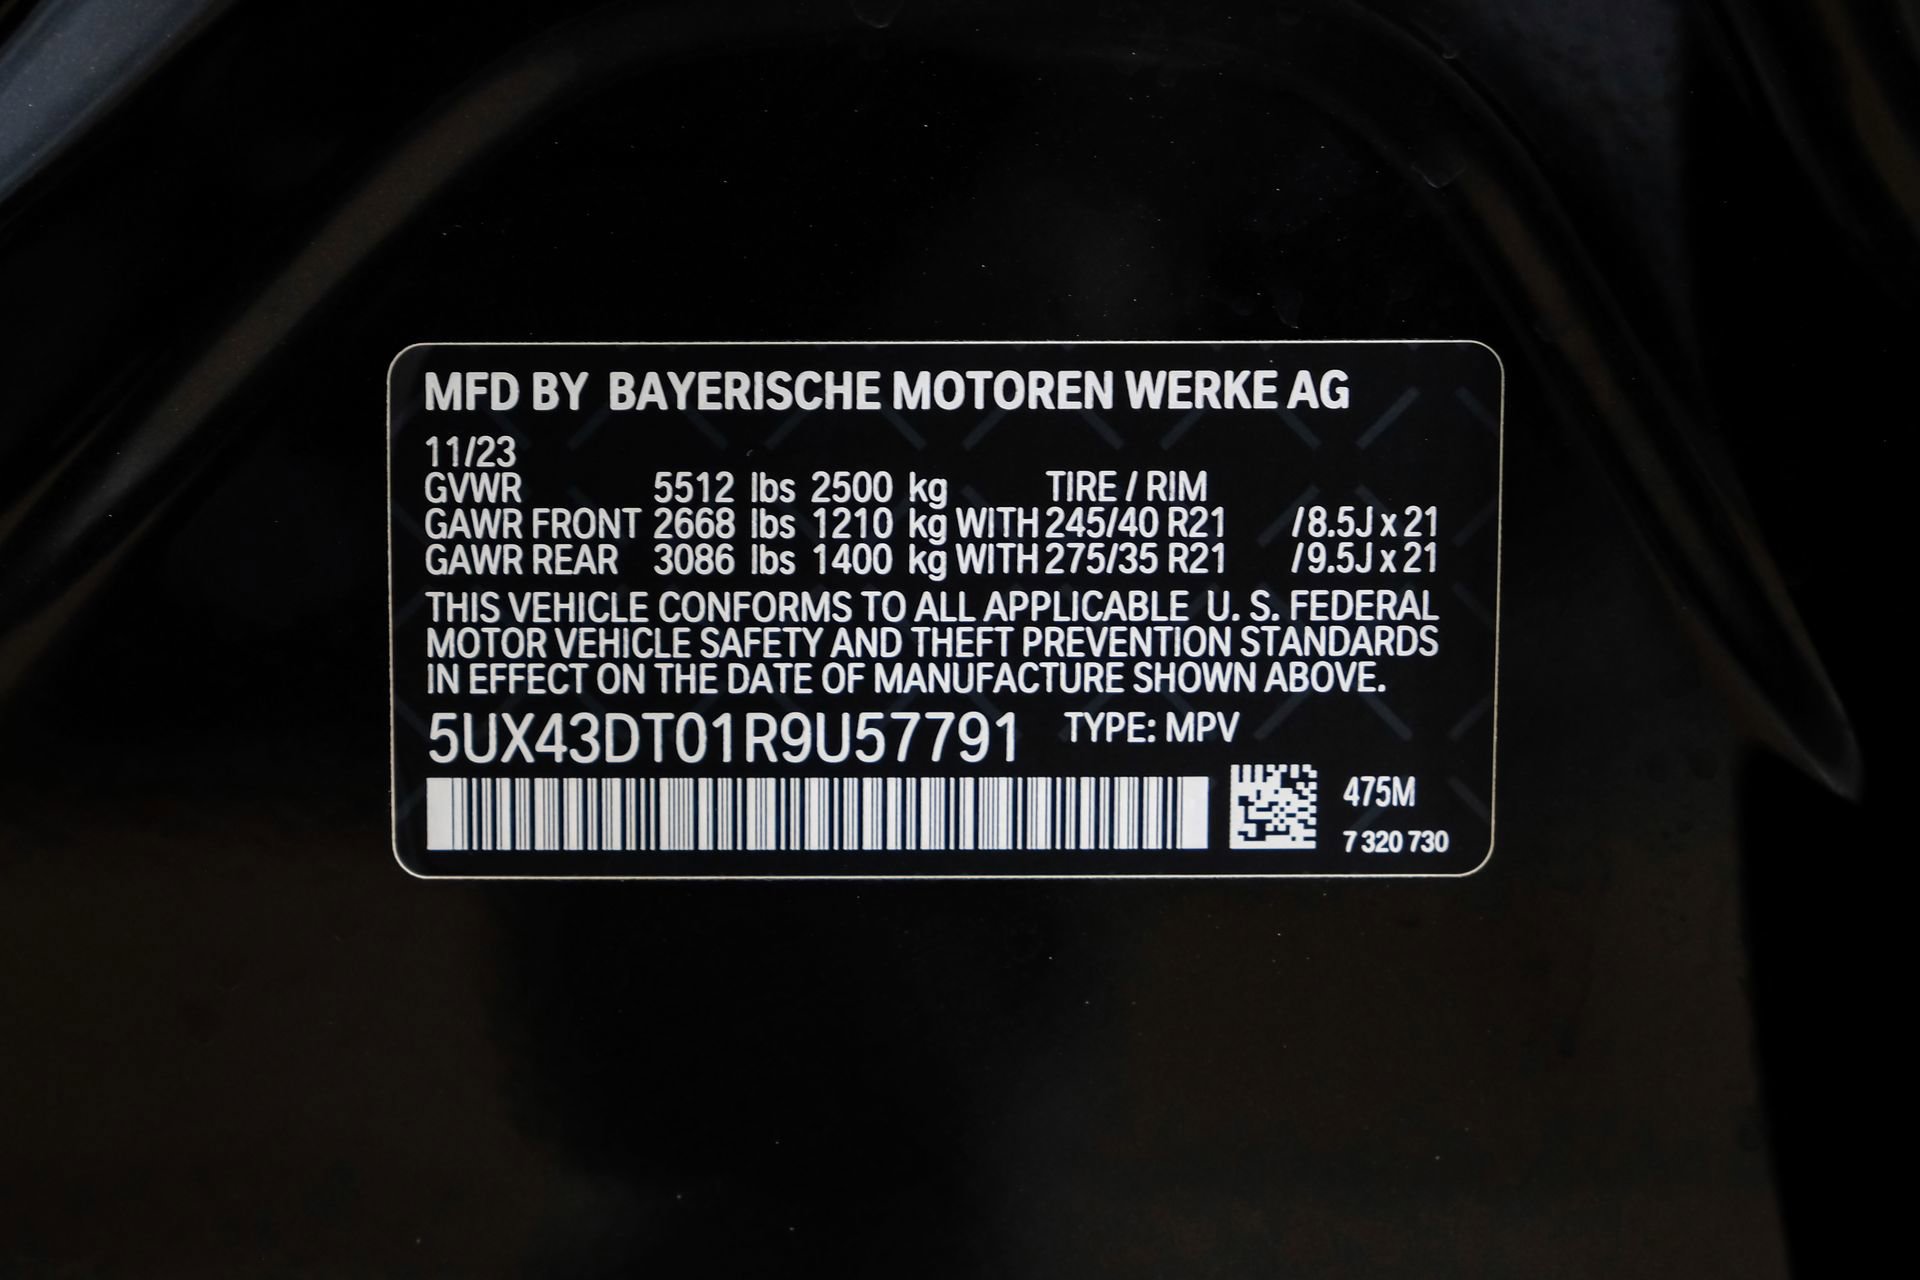 MFD BY BAYERISCHE MOTOREN WERKE AG
11/23
GVWR 5512 lbs 2500 kg TIRE / RIM
GAWR FRONT 2668 lbs 1210 kg WITH 245/40 R21 / 8.5J x 21
GAWR REAR 3086 lbs 1400 kg WITH 275/35 R21 / 9.5J x 21
THIS VEHICLE CONFORMS TO ALL APPLICABLE U. S. FEDERAL
MOTOR VEHICLE SAFETY AND THEFT PREVENTION STANDARDS
IN EFFECT ON THE DATE OF MANUFACTURE SHOWN ABOVE.
5UX43DT01R9U57791 TYPE: MPV
475M
7 320 730